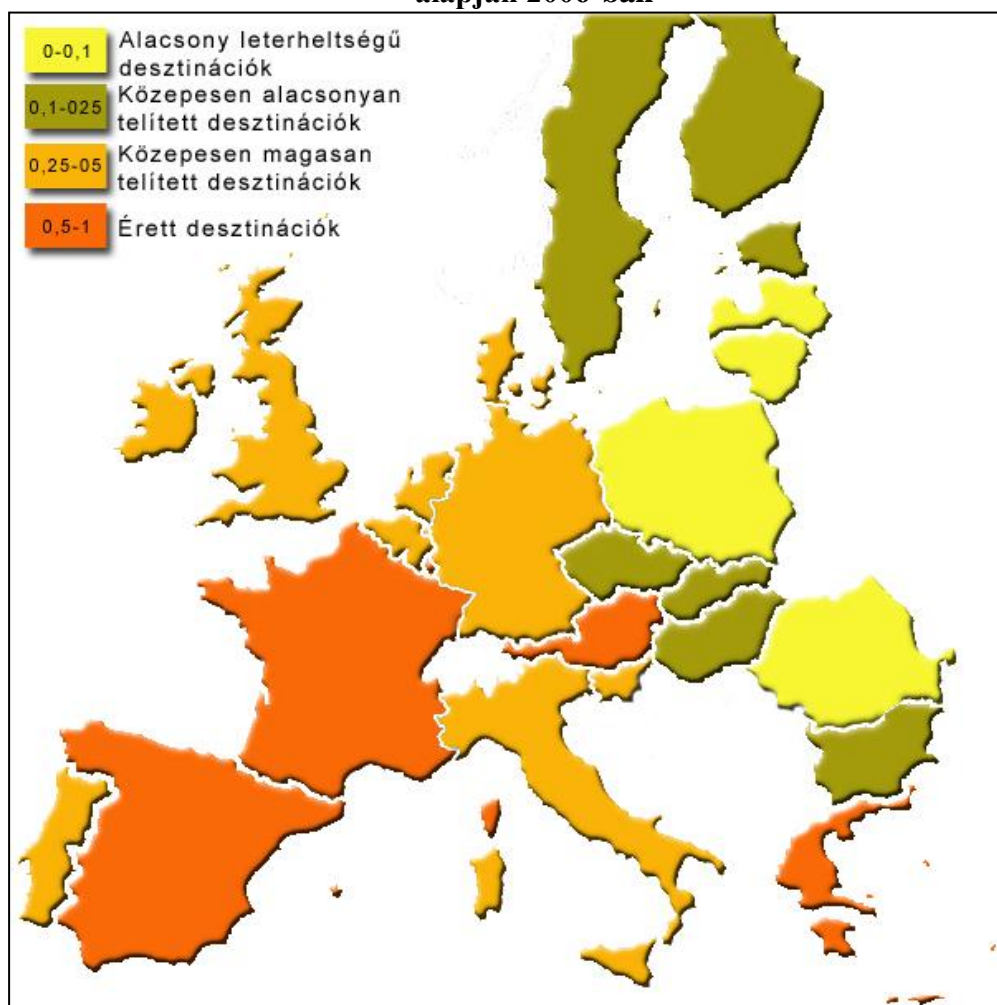 alapján 2006-ban
0-0,1 Alacsony leterheltségű
desztinációk
0,1-025 Közepesen alacsonyan
telített desztinációk
0,25-05 Közepesen magasan
telített desztinációk
0,5-1 Érett desztinációk